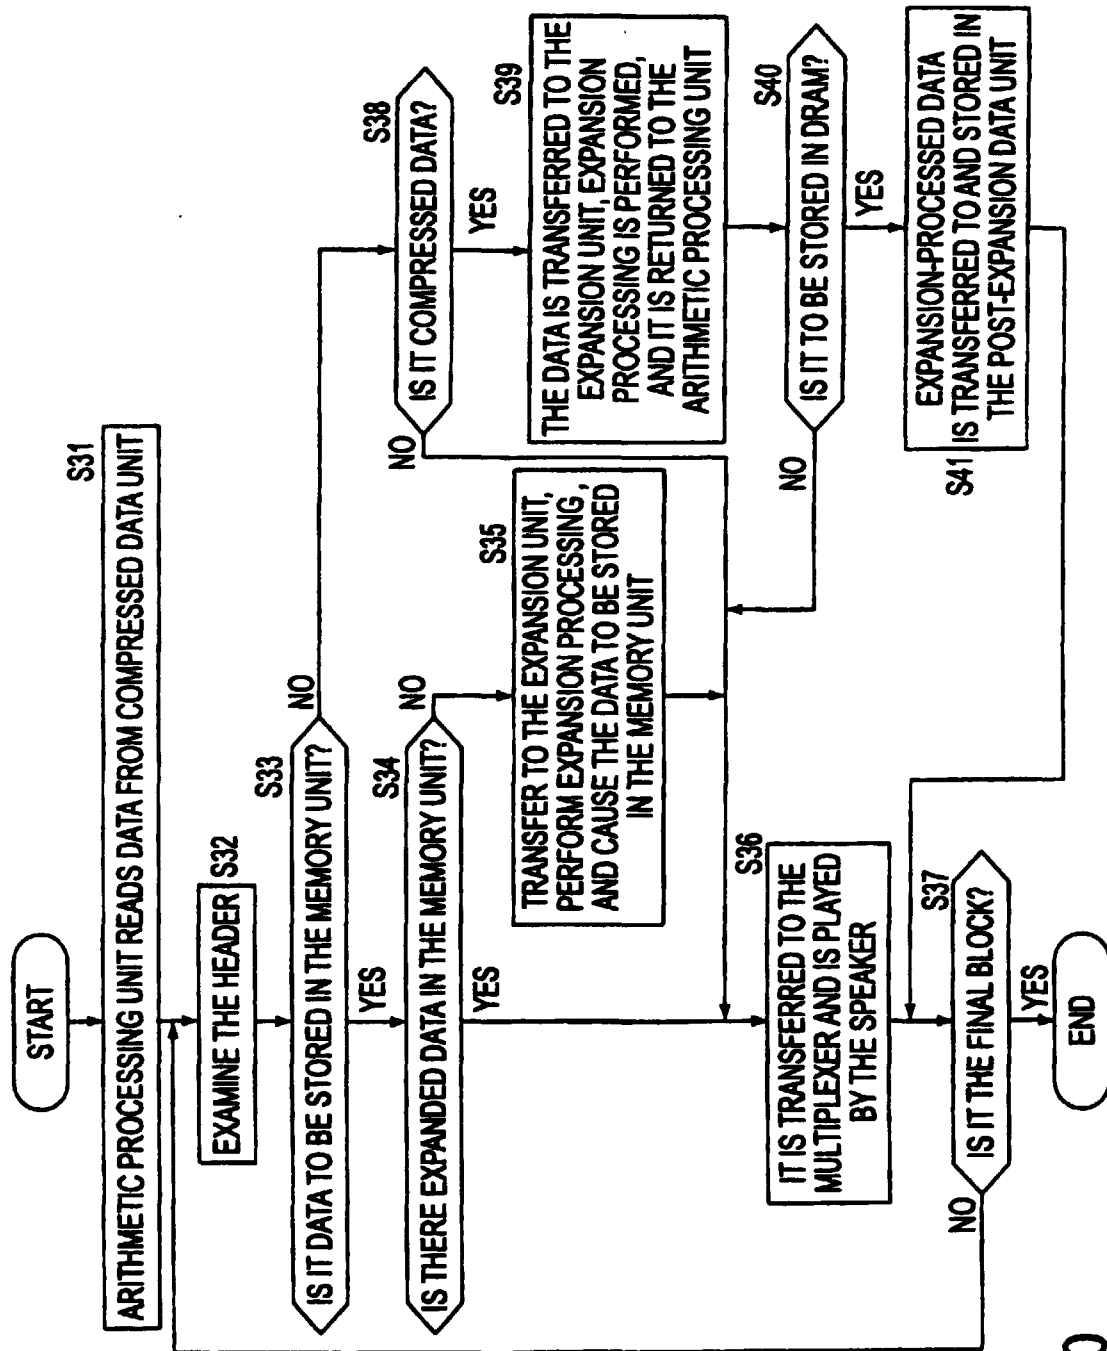 START
S31
ARITHMETIC PROCESSING UNIT READS DATA FROM COMPRESSED DATA UNIT
EXAMINE THE HEADER
S32
S33
IS IT DATA TO BE STORED IN THE MEMORY UNIT?
NO
YES
S34
IS THERE EXPANDED DATA IN THE MEMORY UNIT?
NO
YES
S35
TRANSFER TO THE EXPANSION UNIT,
PERFORM EXPANSION PROCESSING,
AND CAUSE THE DATA TO BE STORED
IN THE MEMORY UNIT
S36
IT IS TRANSFERRED TO THE
MULTIPLEXER AND IS PLAYED
BY THE SPEAKER
S37
IS IT THE FINAL BLOCK?
NO
YES
END
S38
IS IT COMPRESSED DATA?
NO
YES
S39
THE DATA IS TRANSFERRED TO THE
EXPANSION UNIT, EXPANSION
PROCESSING IS PERFORMED,
AND IT IS RETURNED TO THE
ARITHMETIC PROCESSING UNIT
S40
IS IT TO BE STORED IN DRAM?
NO
YES
S41
EXPANSION-PROCESSED DATA
IS TRANSFERRED TO AND STORED IN
THE POST-EXPANSION DATA UNIT